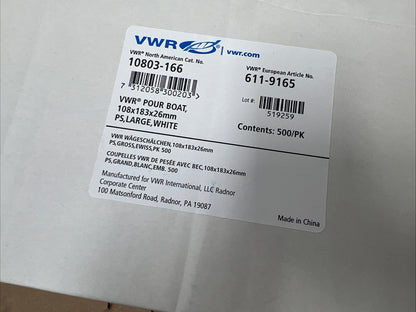 VWR | vwr.com
VWR® North American Cat. No.
10803-166
VWR® European Article No.
611-9165
7 312058 300203 >
Lot #:
519259
VWR® POUR BOAT,
108x183x26mm
PS,LARGE,WHITE
Contents: 500/PK
VWR WÄGESCHÄLCHEN,108x183x26mm
PS,GROSS,EWISS,PK 500
COUPELLES VWR DE PESÉE AVEC BEC,108x183x26mm
PS,GRAND,BLANC,EMB. 500
Manufactured for VWR International, LLC Radnor
Corporate Center
100 Matsonford Road, Radnor, PA 19087
Made in China